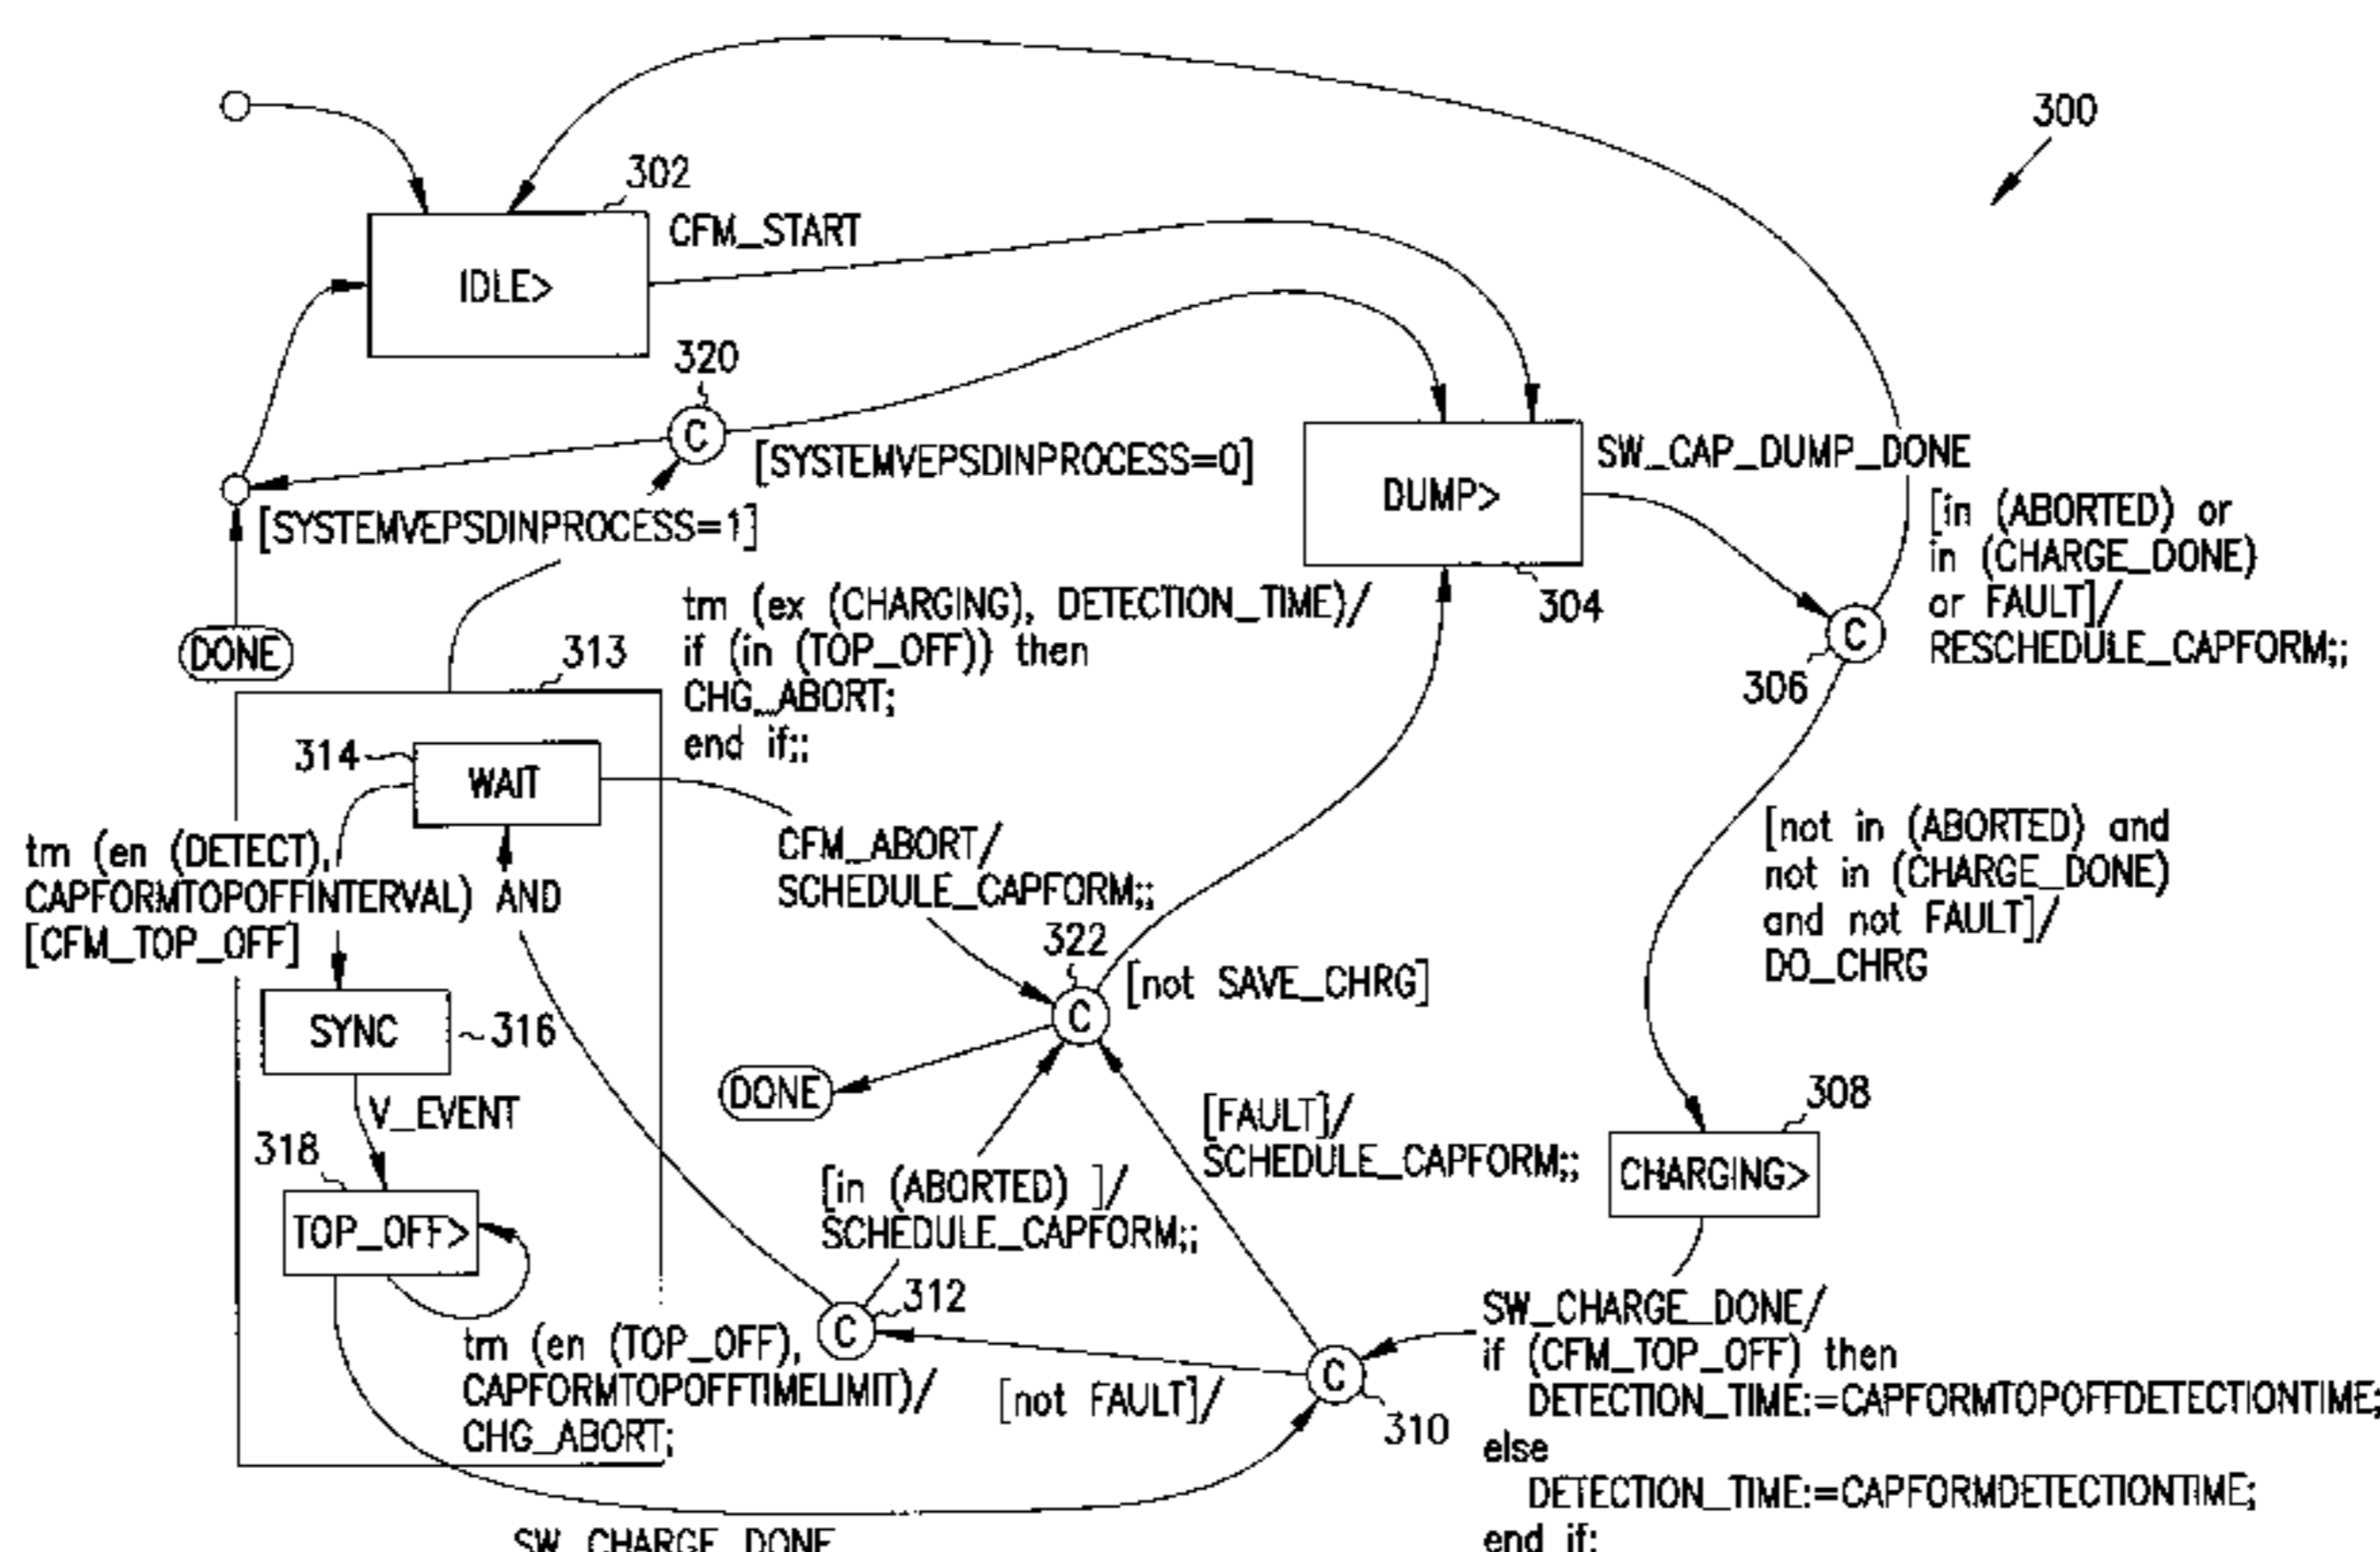 300
302
CFM_START
IDLE>
320
C
[SYSTEMVEPSDINPROCESS=0]
[SYSTEMVEPSDINPROCESS=1]
SW_CAP_DUMP_DONE
DUMP>
304
[in (ABORTED) or
in (CHARGE_DONE)
or FAULT]/
RESCHEDULE_CAPFORM;;
C
306
DONE
313
tm (ex (CHARGING), DETECTION_TIME)/
if (in (TOP_OFF)) then
CHG_ABORT;
end if;;
314
WAIT
tm (en (DETECT),
CAPFORMTOPOFFINTERVAL) AND
[CFM_TOP_OFF]
CFM_ABORT/
SCHEDULE_CAPFORM;;
[not in (ABORTED) and
not in (CHARGE_DONE)
and not FAULT]/
DO_CHRG
322
C
[not SAVE_CHRG]
SYNC
316
DONE
V_EVENT
318
TOP_OFF>
[in (ABORTED) ]/
SCHEDULE_CAPFORM;;
[FAULT]/
SCHEDULE_CAPFORM;;
308
CHARGING>
312
C
tm (en (TOP_OFF),
CAPFORMTOPOFFTIMELIMIT)/
CHG_ABORT;
[not FAULT]/
C
310
SW_CHARGE_DONE/
if (CFM_TOP_OFF) then
DETECTION_TIME:=CAPFORMTOPOFFDETECTIONTIME;
else
DETECTION_TIME:=CAPFORMDETECTIONTIME;
end if;
SW_CHARGE_DONE